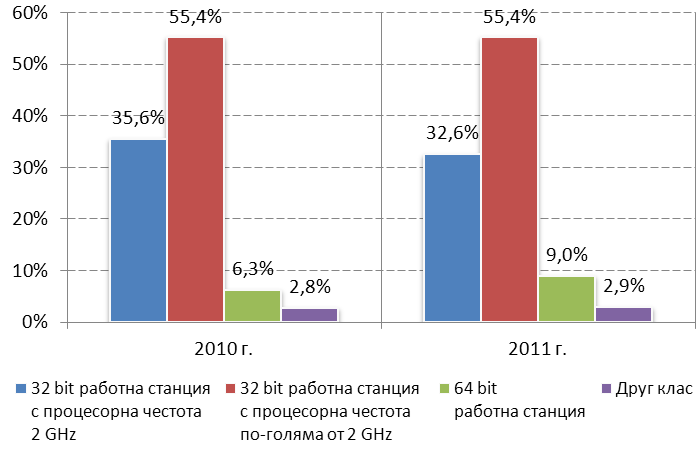 60%
50%
40%
30%
20%
10%
0%
55,4%
35,6%
6,3%
2,8%
55,4%
32,6%
9,0%
2,9%
2010 г.
2011 г.
32 bit работна станция
с процесорна честота
2 GHz
32 bit работна станция
с процесорна честота
по-голяма от 2 GHz
64 bit
работна станция
Друг клас